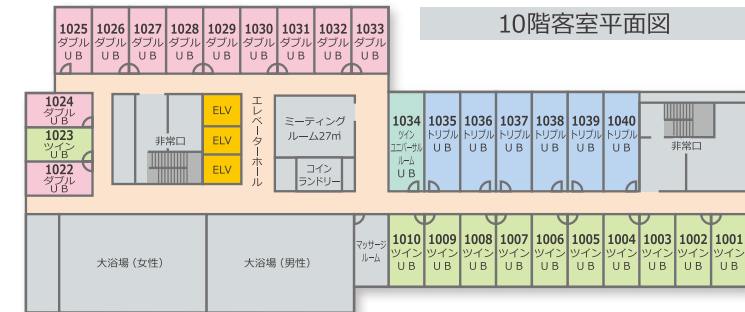 10階客室平面図
1025 ダブル UB
1026 ダブル UB
1027 ダブル UB
1028 ダブル UB
1029 ダブル UB
1030 ダブル UB
1031 ダブル UB
1032 ダブル UB
1033 ダブル UB
1024 ダブル UB
1023 ツイン UB
1022 ダブル UB
非常口
ELV
ELV
ELV
エレベーターホール
ミーティング
ルーム27㎡
コイン
ランドリー
1034 ツイン ユニバーサル ルーム UB
1035 トリプル UB
1036 トリプル UB
1037 トリプル UB
1038 トリプル UB
1039 トリプル UB
1040 トリプル UB
非常口
大浴場（女性）
大浴場（男性）
マッサージ
ルーム
1010 ツイン UB
1009 ツイン UB
1008 ツイン UB
1007 ツイン UB
1006 ツイン UB
1005 ツイン UB
1004 ツイン UB
1003 ツイン UB
1002 ツイン UB
1001 ツイン UB